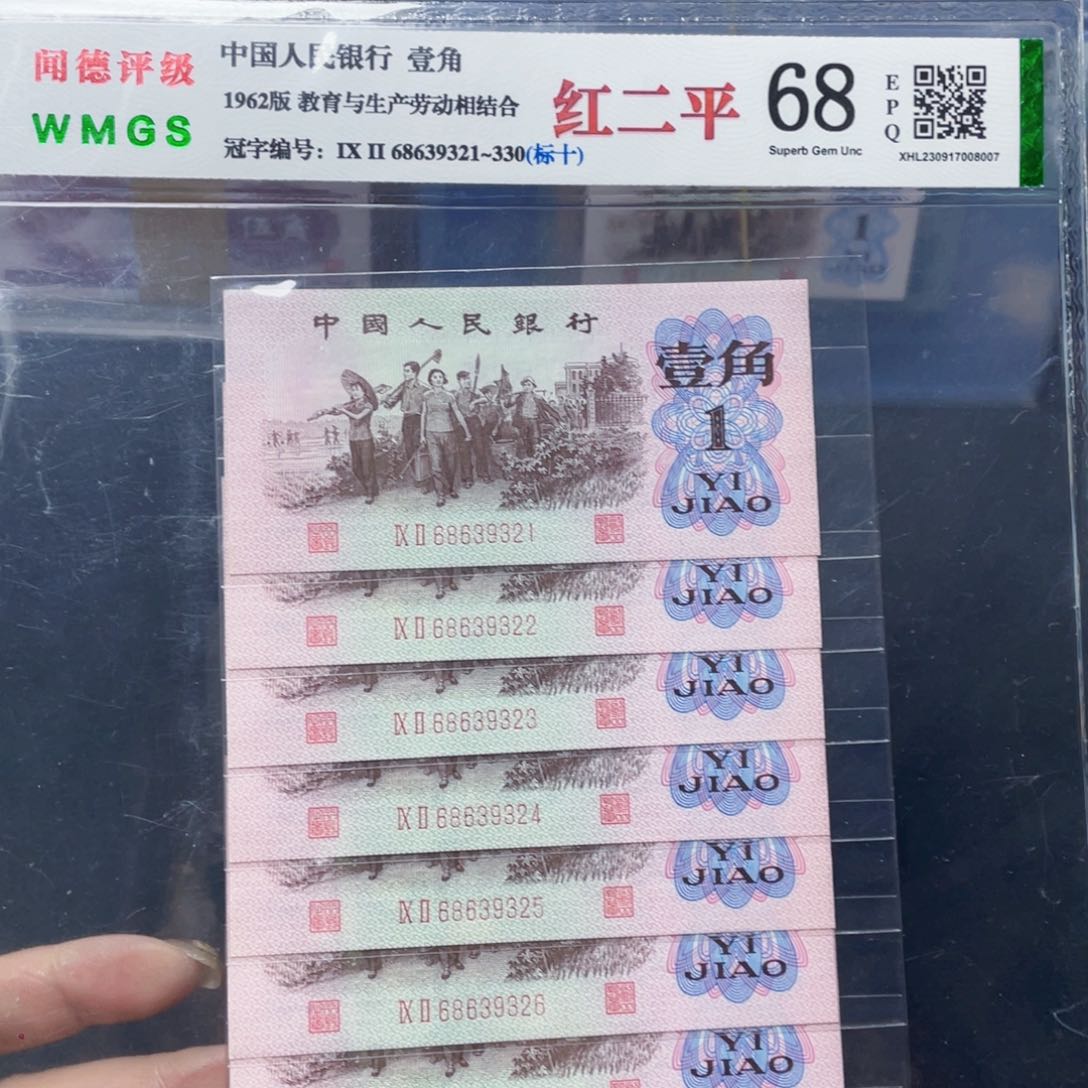 闻德评级
WMGS
中国人民银行 壹角
1962版 教育与生产劳动相结合
冠字编号：IX II 68639321~330(标十)
红二平
68
Superb Gem Unc
EPQ
XHL230917008007
中國人民銀行
壹角
1
YI
JIAO
IX II 68639321
YI
JIAO
IX II 68639322
YI
JIAO
IX II 68639323
YI
JIAO
IX II 68639324
YI
JIAO
IX II 68639325
YI
JIAO
IX II 68639326
YI
JIAO